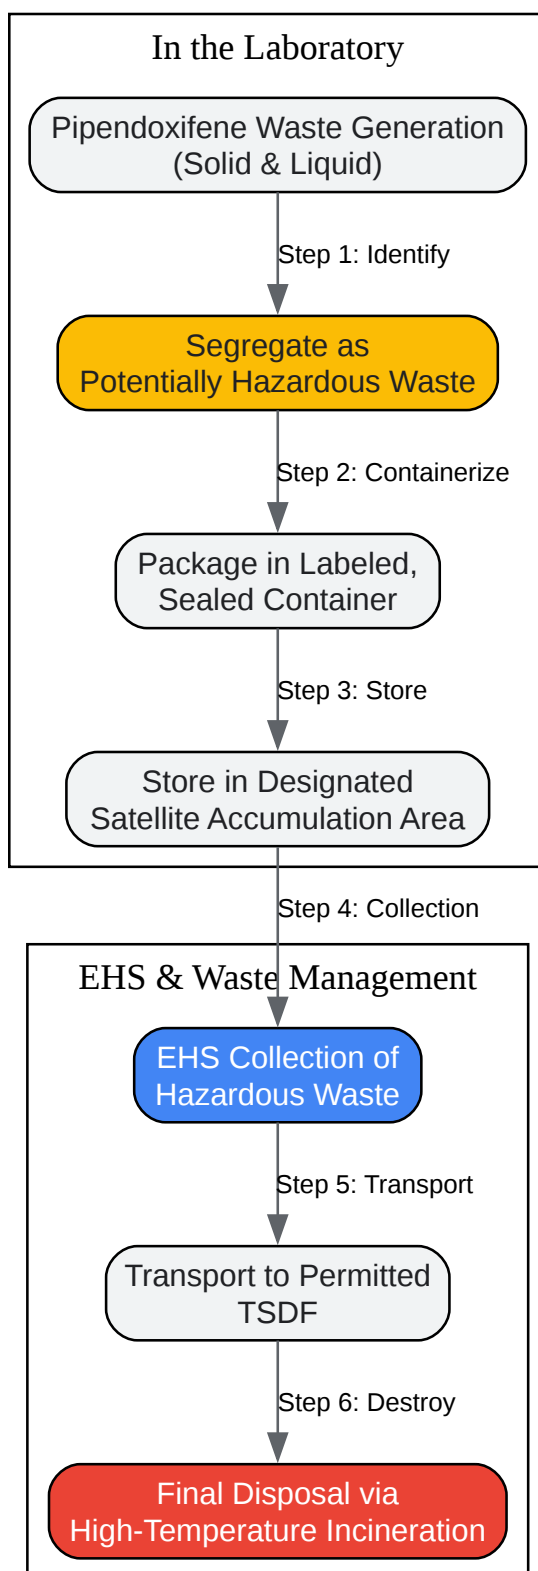 In the Laboratory
Pipendoxifene Waste Generation
(Solid & Liquid)
Step 1: Identify
Segregate as
Potentially Hazardous Waste
Step 2: Containerize
Package in Labeled,
Sealed Container
Step 3: Store
Store in Designated
Satellite Accumulation Area
Step 4: Collection
EHS & Waste Management
EHS Collection of
Hazardous Waste
Step 5: Transport
Transport to Permitted
TSDF
Step 6: Destroy
Final Disposal via
High-Temperature Incineration